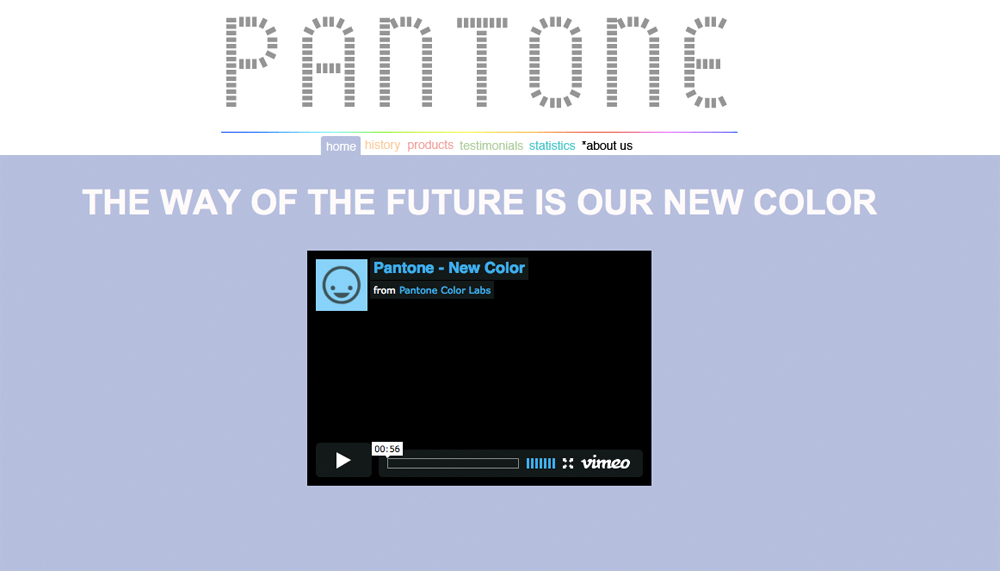 PANTONE
home history products testimonials statistics *about us
THE WAY OF THE FUTURE IS OUR NEW COLOR
Pantone - New Color
from Pantone Color Labs
00:56
vimeo